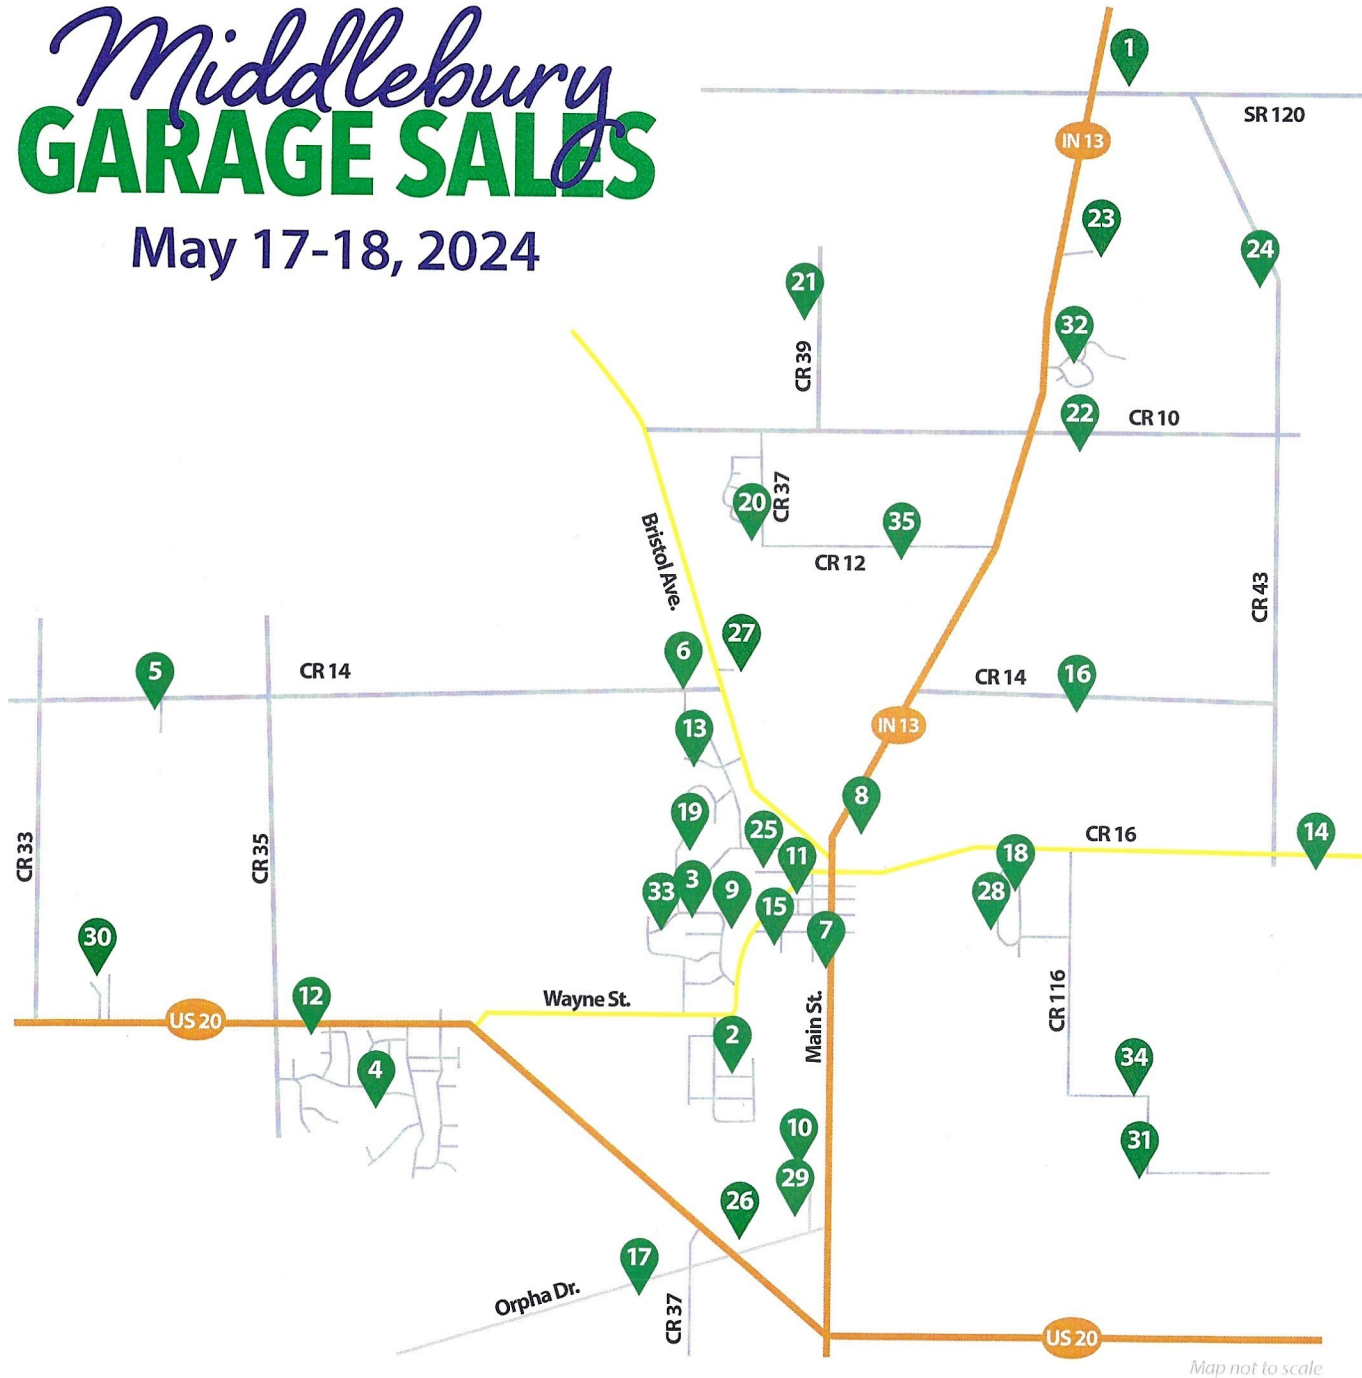 Middlebury
GARAGE SALES
May 17-18, 2024
1
SR 120
IN 13
23
24
21
32
CR 39
22
CR 10
20
CR 37
35
CR 12
Bristol Ave.
CR 43
27
6
5
CR 14
CR 14
16
IN 13
13
8
19
25
14
CR 16
11
18
CR 33
CR 35
33
3
9
28
15
7
30
12
Wayne St.
CR 116
US 20
Main St.
2
34
4
10
31
29
26
17
Orpha Dr.
CR 37
US 20
Map not to scale